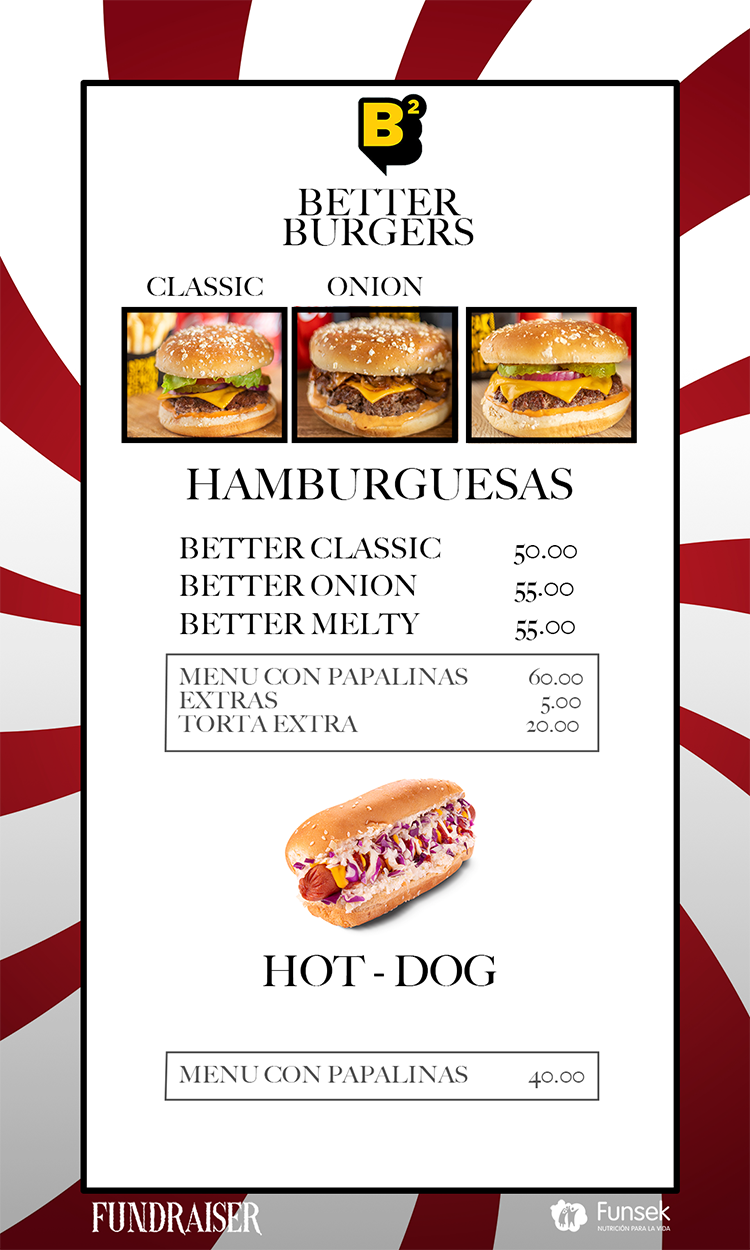 B²
BETTER
BURGERS
CLASSIC ONION
HAMBURGUESAS
BETTER CLASSIC 50.00
BETTER ONION 55.00
BETTER MELTY 55.00
MENU CON PAPALINAS 60.00
EXTRAS 5.00
TORTA EXTRA 20.00
HOT - DOG
MENU CON PAPALINAS 40.00
FUNDRAISER
Funsek
NUTRICIÓN PARA LA VIDA